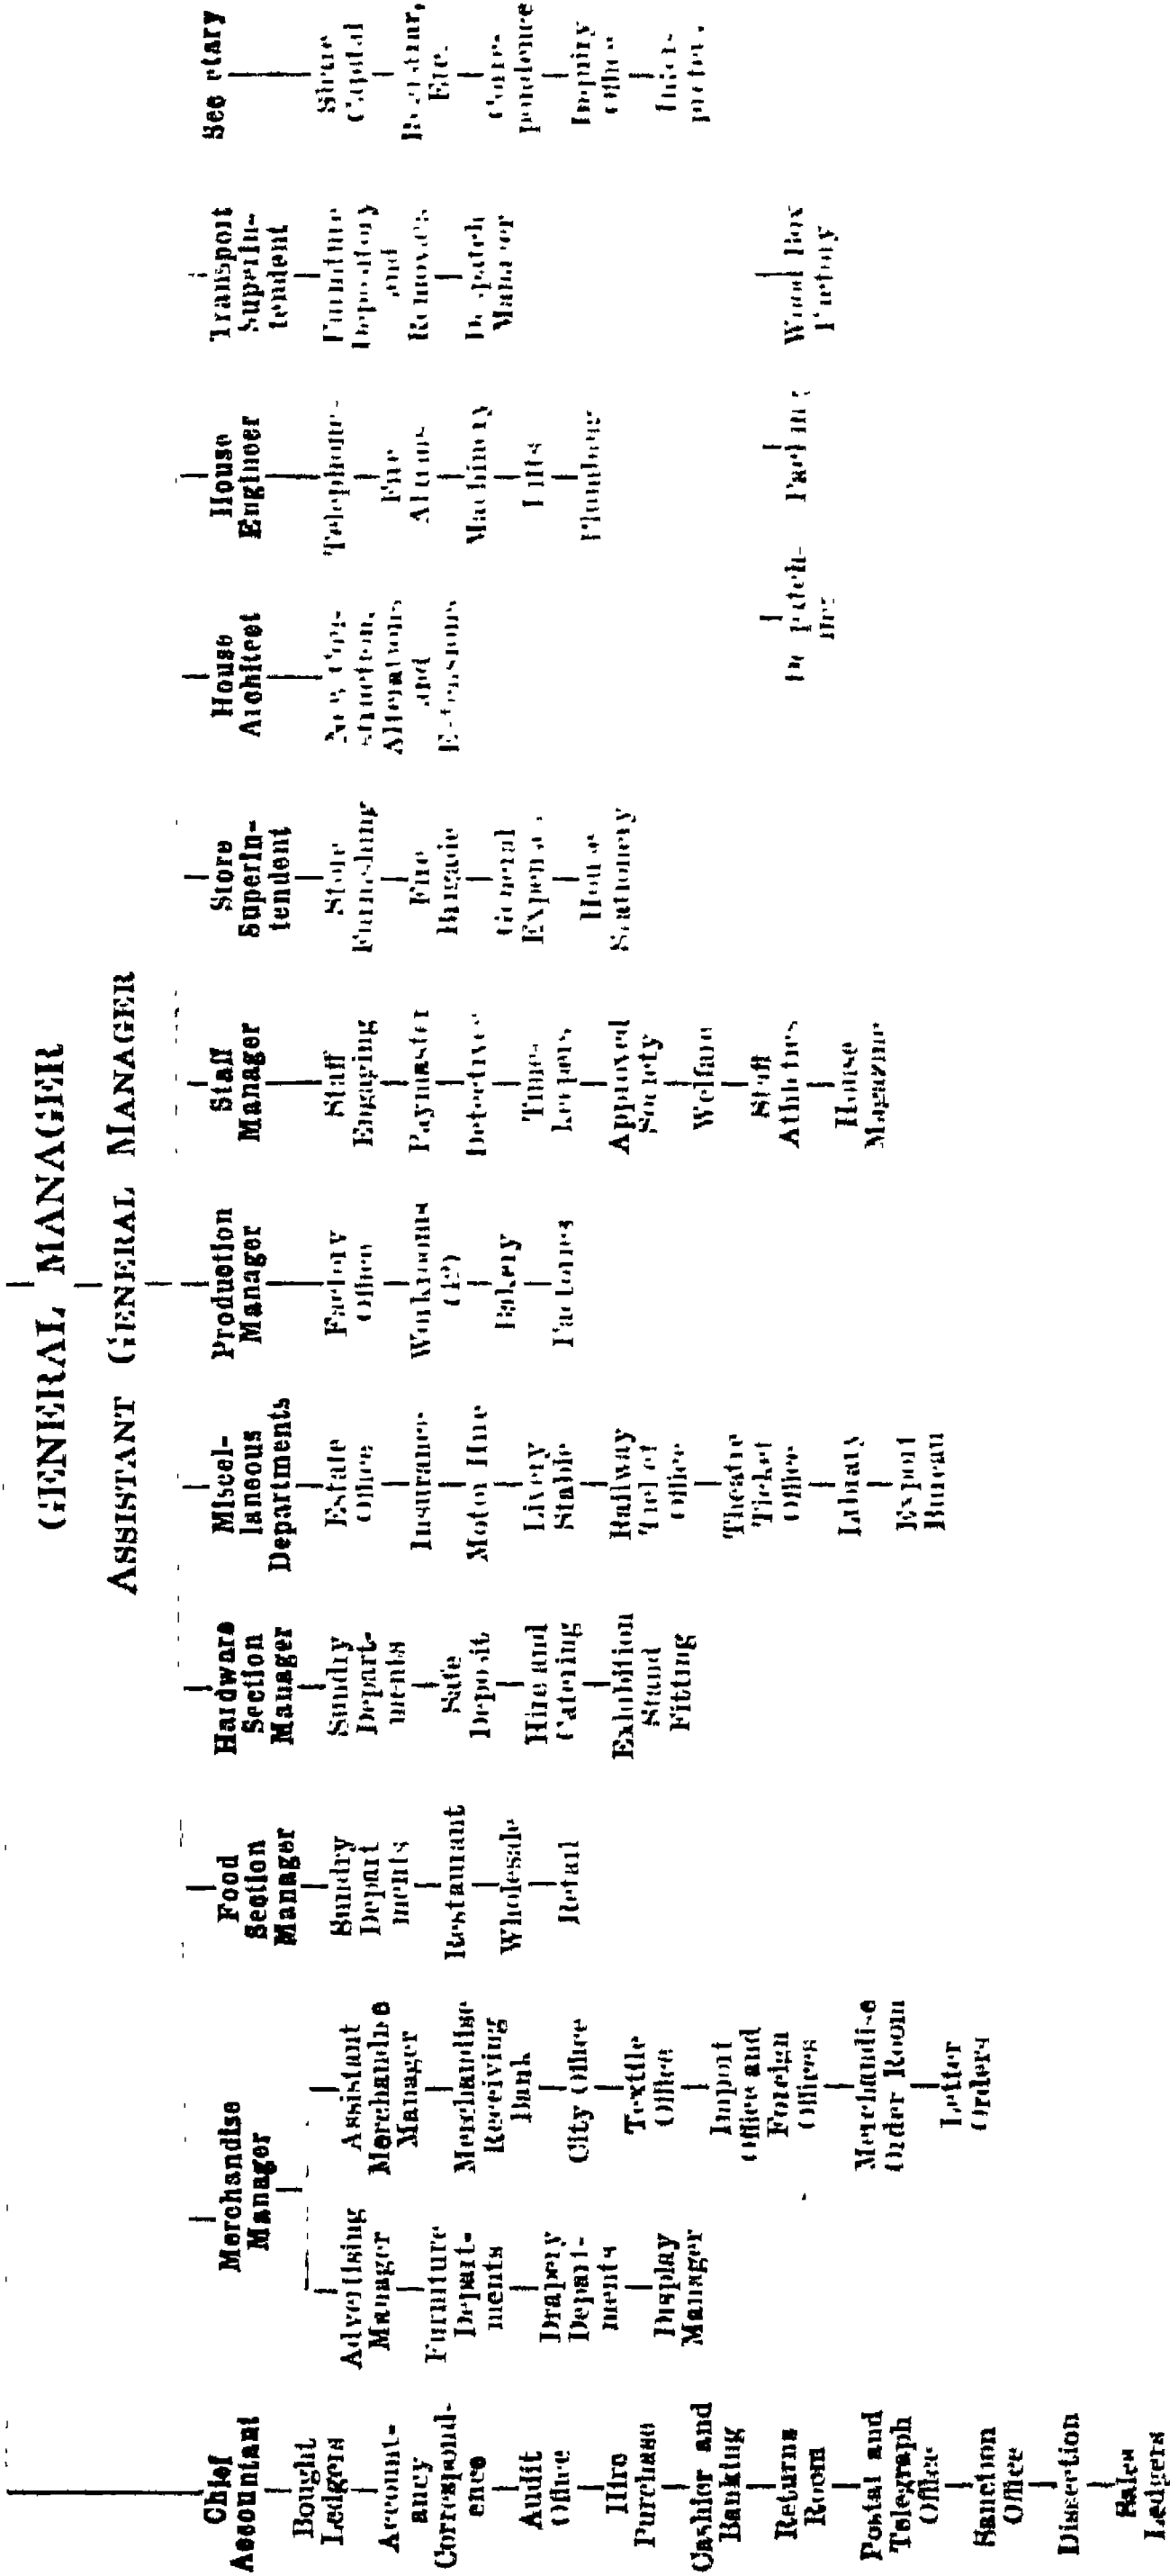 GENERAL MANAGER
ASSISTANT GENERAL MANAGER
Chief
Accountant
Bought
Ledgers
Account-
ancy
Correspond-
ence
Audit
Office
Hire
Purchase
Cashier and
Banking
Returns
Room
Postal and
Telegraph
Office
Sanction
Office
Dissection
Sales
Ledgers
Merchandise
Manager
Advertising
Manager
Furniture
Depart-
ments
Drapery
Depart-
ments
Display
Manager
Assistant
Merchandise
Manager
Merchandise
Receiving
Bank
City Office
Textile
Office
Import
Office and
Foreign
Offices
Merchandise
Order Room
Letter
Orders
Food
Section
Manager
Sundry
Depart
ments
Restaurant
Wholesale
Retail
Hardware
Section
Manager
Sundry
Depart-
ments
Safe
Deposit
Hire and
Catering
Exhibition
Stand
Fitting
Miscel-
laneous
Departments
Estate
Office
Insurance
Motor Hire
Livery
Stable
Railway
Ticket
Office
Theatre
Ticket
Office
Library
Export
Bureau
Production
Manager
Factory
Office
Workrooms
Bakery
Factories
Staff
Manager
Staff
Engaging
Paymaster
Detectives
Time-
keepers
Approved
Society
Welfare
Staff
Athletics
House
Magazine
Store
Superin-
tendent
Store
Furnishing
Fire
Brigade
General
Expenses
House
Stationery
House
Architect
New Con-
struction,
Alterations
and
Extensions
House
Engineer
Telephones
Fire
Alarms
Machinery
Lifts
Plumbing
Transport
Superin-
tendent
Furniture
Depository
and
Removals
Despatch
Manager
Despatch-
Packing
Wood Box
Factory
Secretary
Share
Capital
Registrar,
Etc.
Corre-
spondence
Inquiry
Office
Inter-
preters